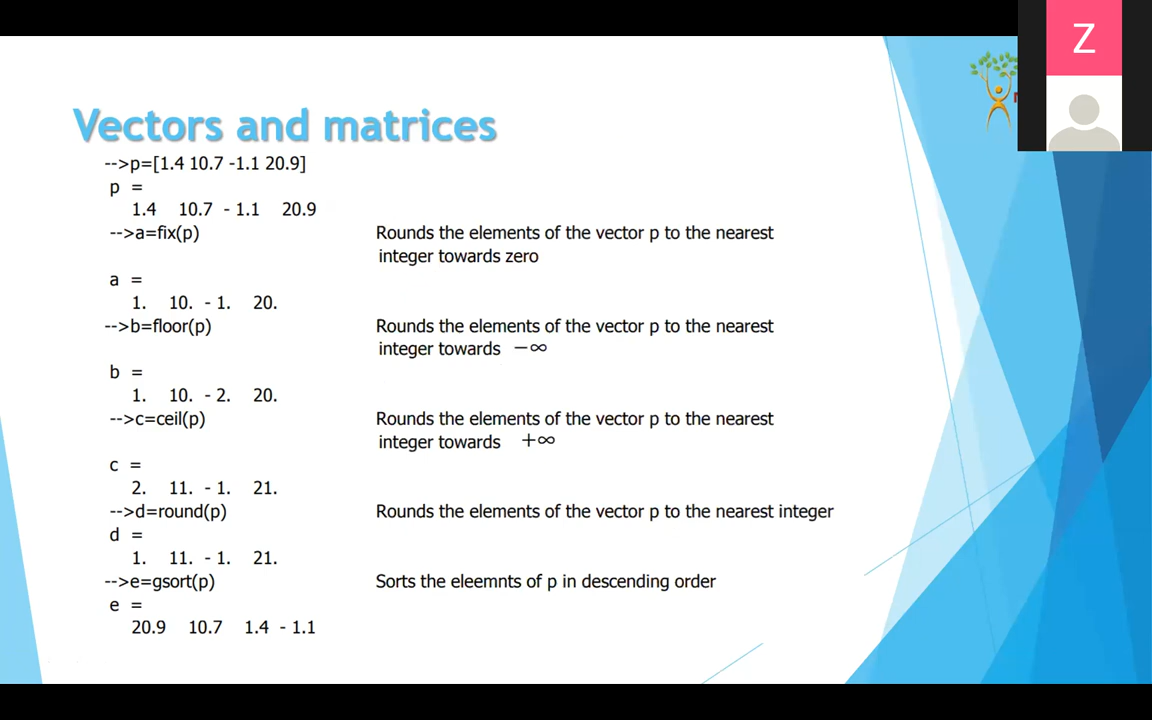 Z
Vectors and matrices
-->p=[1.4 10.7 -1.1 20.9]
p =
1.4 10.7 - 1.1 20.9
-->a=fix(p) Rounds the elements of the vector p to the nearest
integer towards zero
a =
1. 10. - 1. 20.
-->b=floor(p) Rounds the elements of the vector p to the nearest
integer towards −∞
b =
1. 10. - 2. 20.
-->c=ceil(p) Rounds the elements of the vector p to the nearest
integer towards +∞
c =
2. 11. - 1. 21.
-->d=round(p) Rounds the elements of the vector p to the nearest integer
d =
1. 11. - 1. 21.
-->e=gsort(p) Sorts the eleemnts of p in descending order
e =
20.9 10.7 1.4 - 1.1